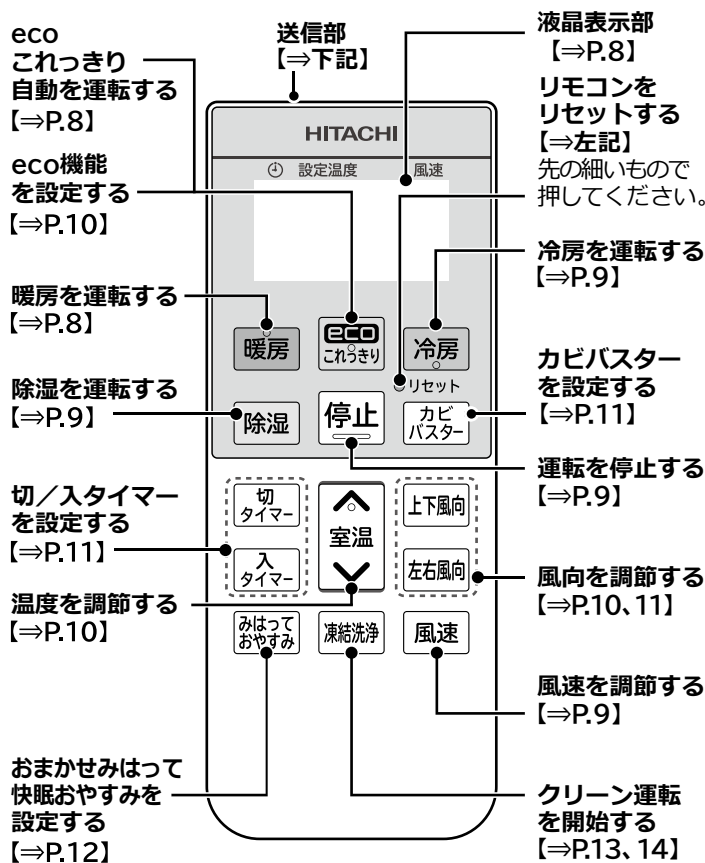 eco
これっきり
自動を運転する
【⇒P.8】
eco機能
を設定する
【⇒P.10】
暖房を運転する
【⇒P.8】
除湿を運転する
【⇒P.9】
切／入タイマー
を設定する
【⇒P.11】
温度を調節する
【⇒P.10】
おまかせみはって
快眠おやすみを
設定する
【⇒P.12】
送信部
【⇒下記】
HITACHI
設定温度 風速
暖房
eco
これっきり
冷房
リセット
除湿
停止
カビ
バスター
切
タイマー
室温
上下風向
入
タイマー
左右風向
みはって
おやすみ
凍結洗浄
風速
液晶表示部
【⇒P.8】
リモコンを
リセットする
【⇒左記】
先の細いもので
押してください。
冷房を運転する
【⇒P.9】
カビバスター
を設定する
【⇒P.11】
運転を停止する
【⇒P.9】
風向を調節する
【⇒P.10、11】
風速を調節する
【⇒P.9】
クリーン運転
を開始する
【⇒P.13、14】